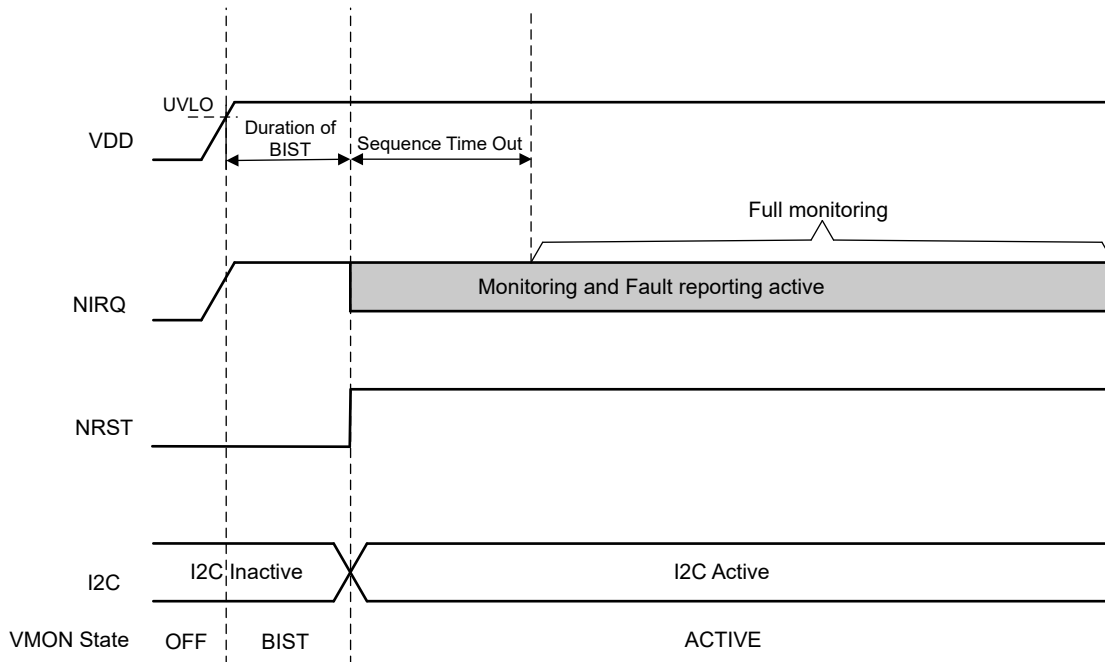 UVLO
VDD
Duration of
BIST
Sequence Time Out
Full monitoring
NIRQ
Monitoring and Fault reporting active
NRST
I2C
I2C Inactive
I2C Active
VMON State
OFF
BIST
ACTIVE